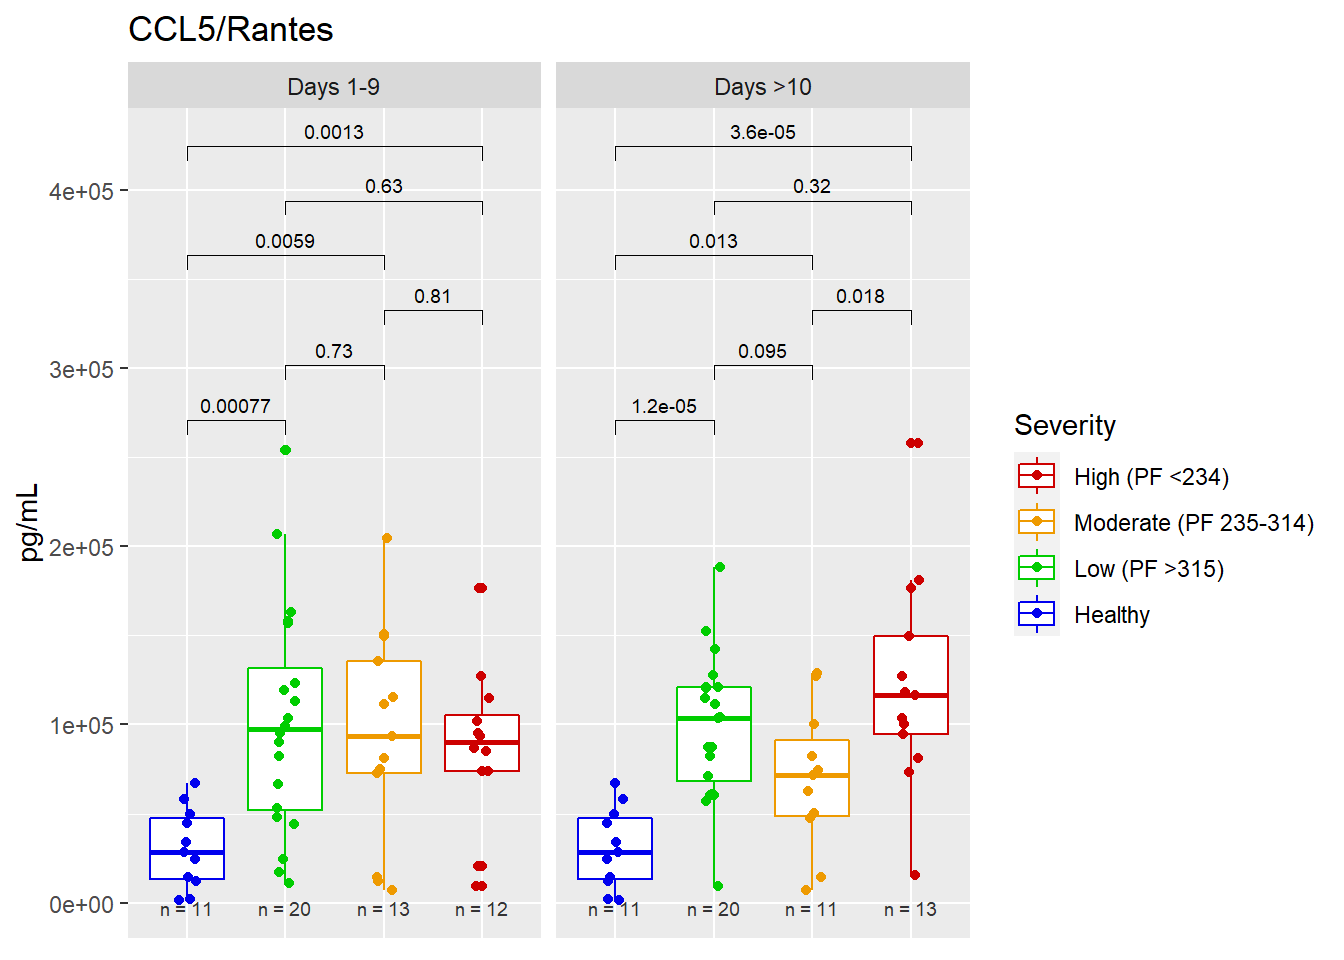 CCL5/Rantes
Days 1-9
Days >10
0.0013
3.6e-05
4e+05
0.63
0.32
0.0059
0.013
0.81
0.018
3e+05
0.73
0.095
0.00077
1.2e-05
pg/mL
2e+05
1e+05
0e+00
n = 11
n = 20
n = 13
n = 12
n = 11
n = 20
n = 11
n = 13
Severity
High (PF <234)
Moderate (PF 235-314)
Low (PF >315)
Healthy